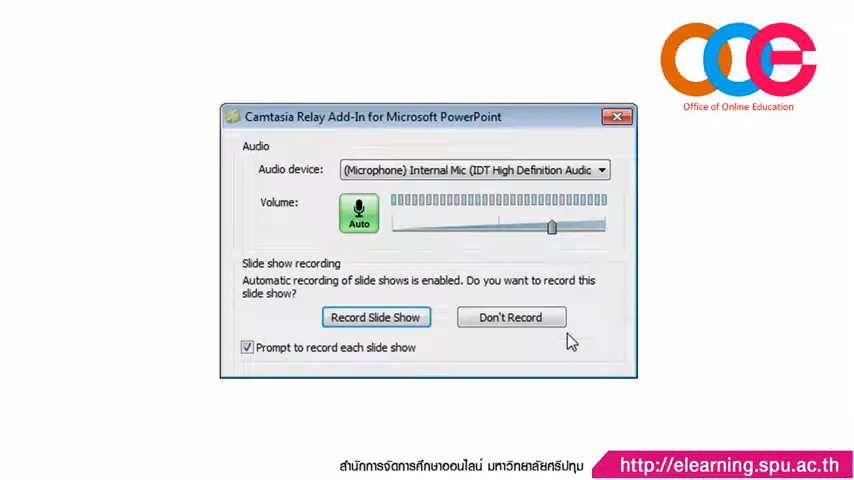 OOE
Office of Online Education
Camtasia Relay Add-In for Microsoft PowerPoint
Audio
Audio device: (Microphone) Internal Mic (IDT High Definition Audio
Volume:
Auto
Slide show recording
Automatic recording of slide shows is enabled. Do you want to record this
slide show?
Record Slide Show Don't Record
Prompt to record each slide show
สำนักการจัดการศึกษาออนไลน์ มหาวิทยาลัยศรีปทุม http://elearning.spu.ac.th